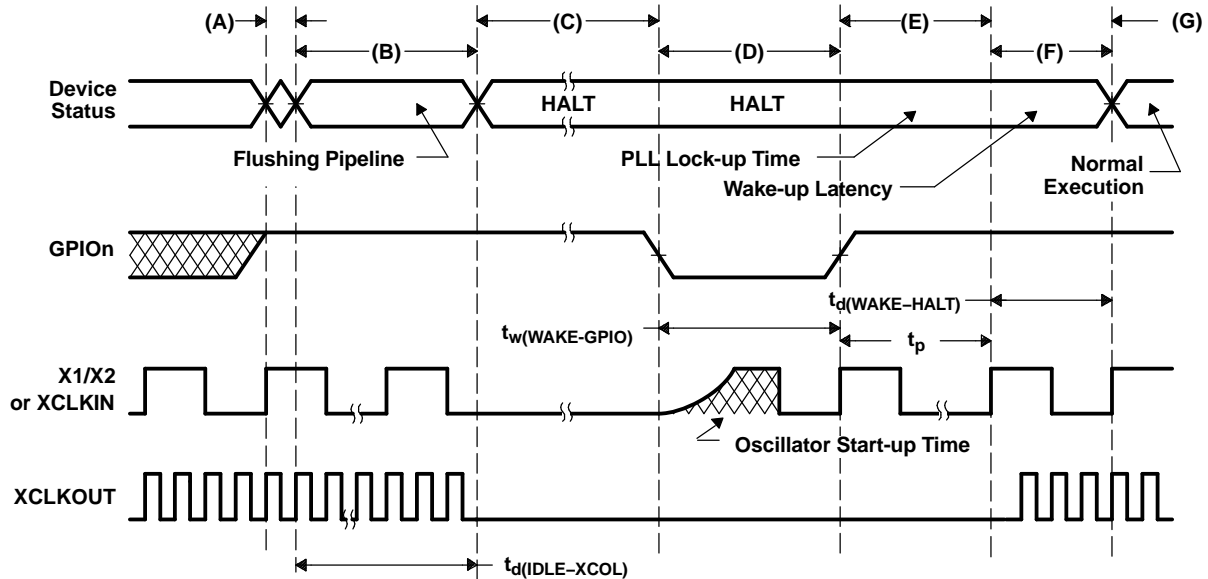 (A)
(B)
(C)
(D)
(E)
(F)
(G)
Device
Status
HALT
HALT
Flushing Pipeline
PLL Lock-up Time
Wake-up Latency
Normal
Execution
GPIOn
td(WAKE–HALT)
tw(WAKE-GPIO)
tp
X1/X2
or XCLKIN
Oscillator Start-up Time
XCLKOUT
td(IDLE–XCOL)